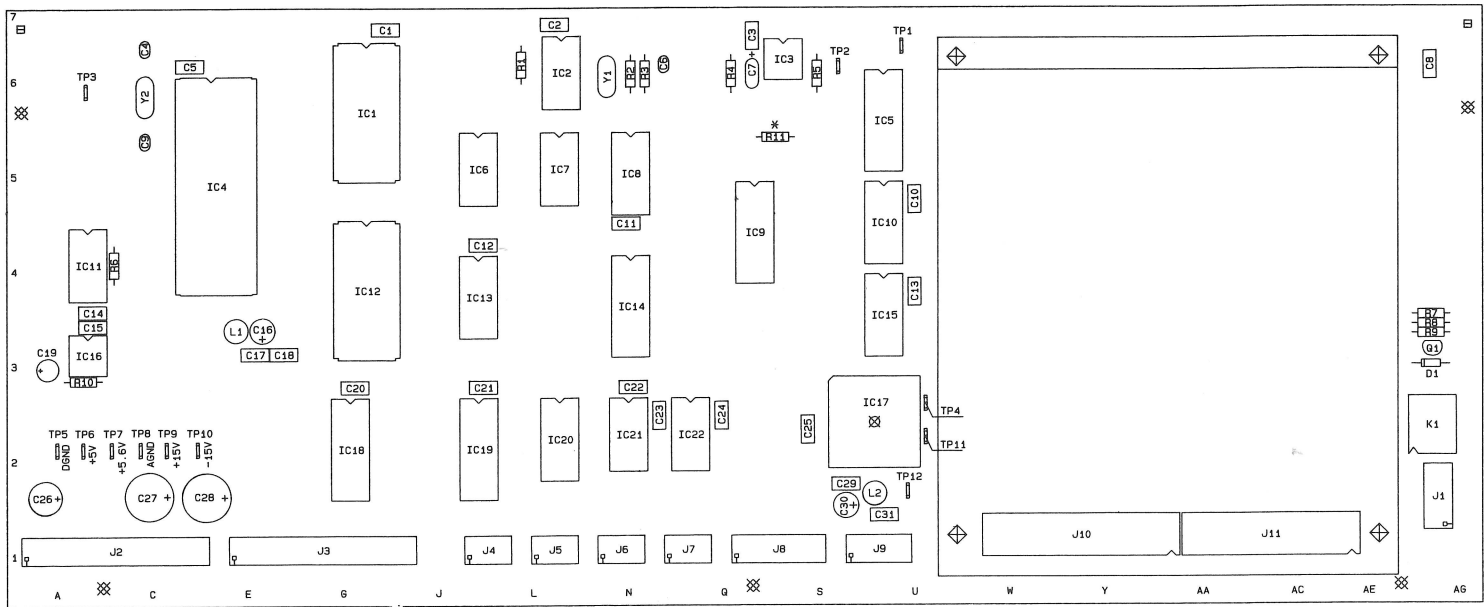 7
C1
C2
C3
TP1
C4
TP3
C5
R1
IC2
Y1
R2
R3
C6
R4
+
C7
IC3
R5
TP2
C8
6
Y2
IC1
IC5
*
R11
C9
IC6
IC7
IC8
5
IC4
C10
C11
IC9
IC10
IC11
R6
C12
4
IC12
IC13
IC14
C13
C14
C15
IC15
L1
C16
+
R7
R8
R9
C19
+
IC16
C17
C18
Q1
3
D1
R10
C20
C21
C22
IC17
TP4
C23
C24
C25
K1
TP5
TP6
TP7
TP8
TP9
TP10
DGND
+5V
+5.6V
AGND
+15V
-15V
IC18
IC19
IC20
IC21
IC22
TP11
2
TP12
C26+
C27
+
C28
+
C29
L2
C30
+
C31
J1
1
J2
J3
J4
J5
J6
J7
J8
J9
J10
J11
A
C
E
G
J
L
N
Q
S
U
W
Y
AA
AC
AE
AG